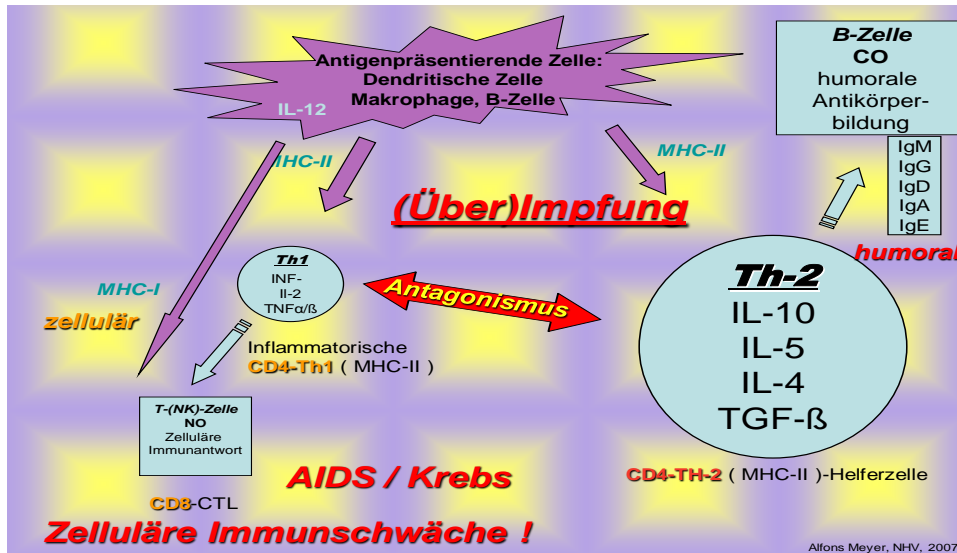 Antigenpräsentierende Zelle:
Dendritische Zelle
Makrophage, B-Zelle
IL-12
B-Zelle
CO
humorale
Antikörper-
bildung
IgM
IgG
IgD
IgA
IgE
humoral
MHC-II
MHC-II
(Über)Impfung
MHC-I
zellulär
Th1
INF-
II-2
TNFα/ß
Antagonismus
Th-2
IL-10
IL-5
IL-4
TGF-ß
Inflammatorische
CD4-Th1 ( MHC-II )
T-(NK)-Zelle
NO
Zelluläre
Immunantwort
CD8-CTL
CD4-TH-2 ( MHC-II )-Helferzelle
AIDS / Krebs
Zelluläre Immunschwäche !
Alfons Meyer, NHV, 2007